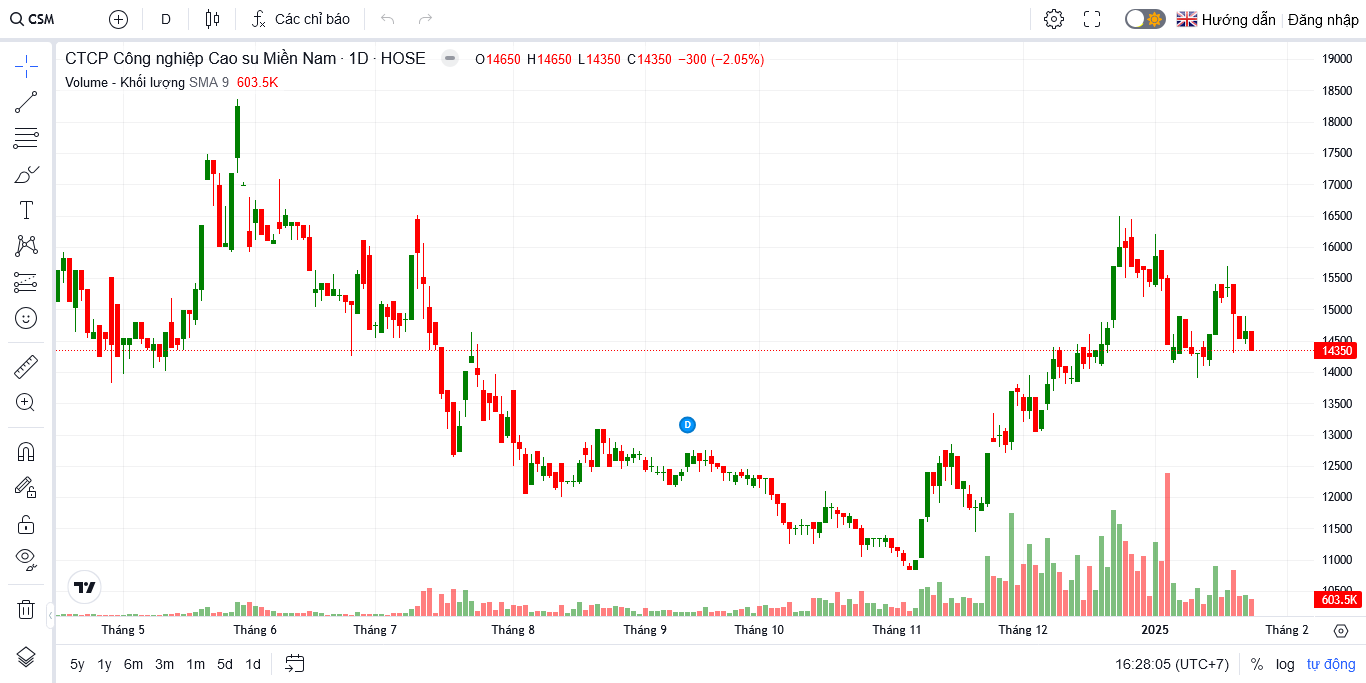 CSM D Các chỉ báo Hướng dẫn Đăng nhập
CTCP Công nghiệp Cao su Miền Nam · 1D · HOSE O14650 H14650 L14350 C14350 −300 (−2.05%)
Volume - Khối lượng SMA 9 603.5K
19000
18500
18000
17500
17000
16500
16000
15500
15000
14500
14350
14000
13500
13000
D
12500
12000
11500
11000
10500
603.5K
Tháng 5 Tháng 6 Tháng 7 Tháng 8 Tháng 9 Tháng 10 Tháng 11 Tháng 12 2025 Tháng 2
5y 1y 6m 3m 1m 5d 1d 16:28:05 (UTC+7) % log tự động